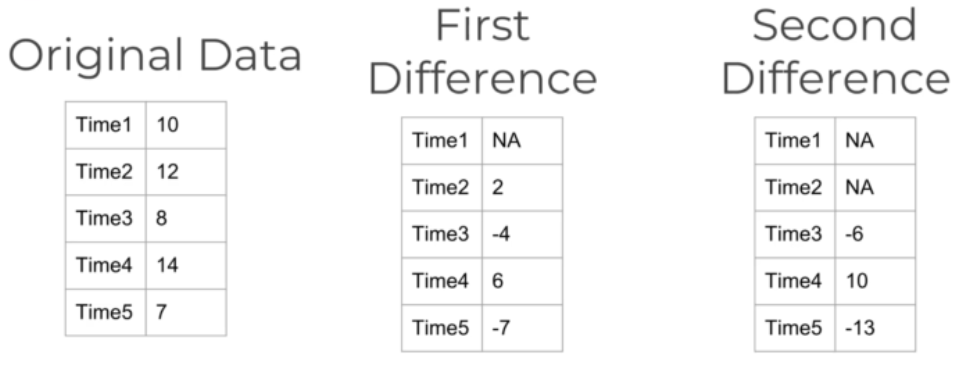 Original Data
Time1 10
Time2 12
Time3 8
Time4 14
Time5 7
First
Difference
Time1 NA
Time2 2
Time3 -4
Time4 6
Time5 -7
Second
Difference
Time1 NA
Time2 NA
Time3 -6
Time4 10
Time5 -13